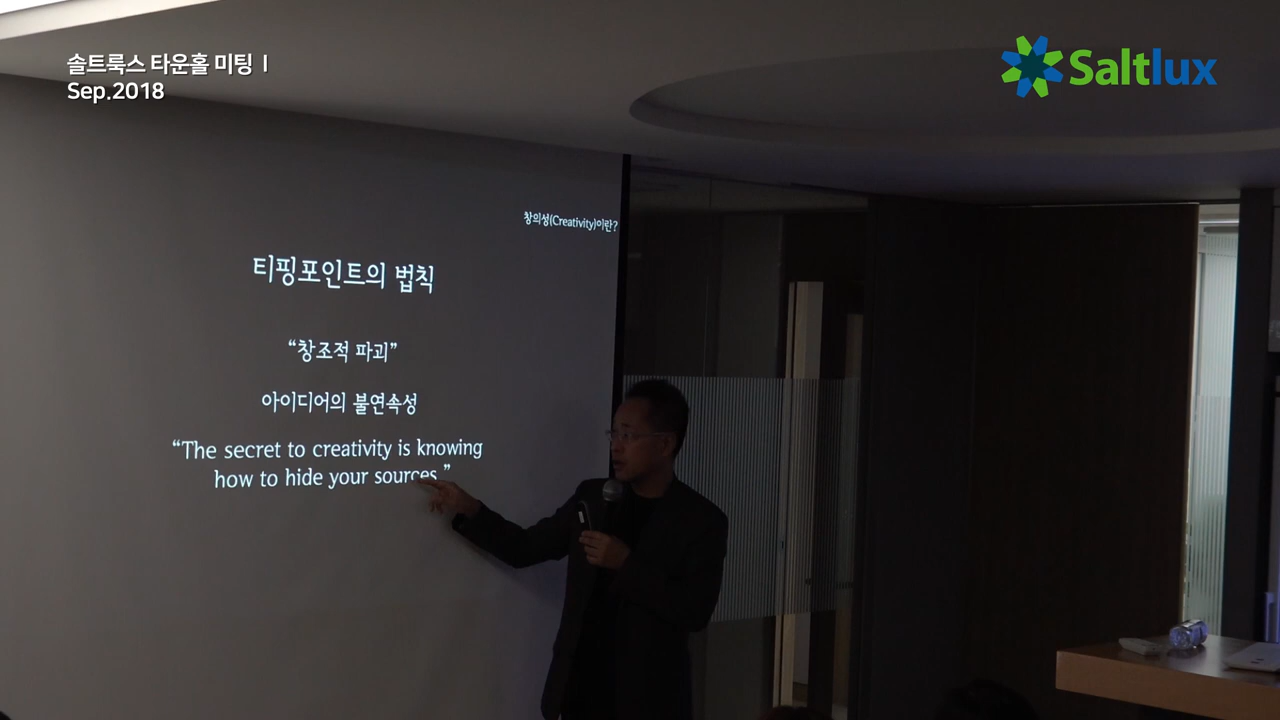 솔트룩스 타운홀 미팅 I
Sep.2018
Saltlux
창의성(Creativity)이란?
티핑포인트의 법칙
“창조적 파괴”
아이디어의 불연속성
“The secret to creativity is knowing
how to hide your sources.”